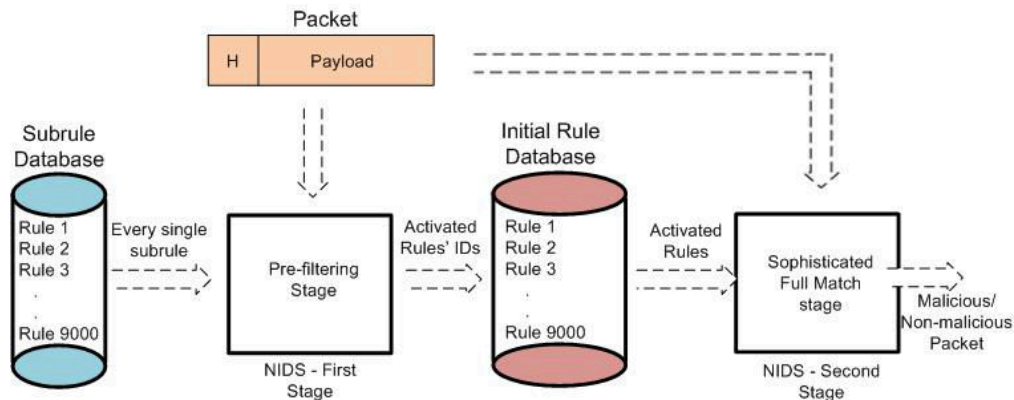 Packet
H
Payload
Subrule
Database
Rule 1
Rule 2
Rule 3
.
.
Rule 9000
Every single
subrule
Pre-filtering
Stage
NIDS - First
Stage
Activated
Rules' IDs
Initial Rule
Database
Rule 1
Rule 2
Rule 3
.
.
Rule 9000
Activated
Rules
Sophisticated
Full Match
stage
NIDS - Second
Stage
Malicious/
Non-malicious
Packet